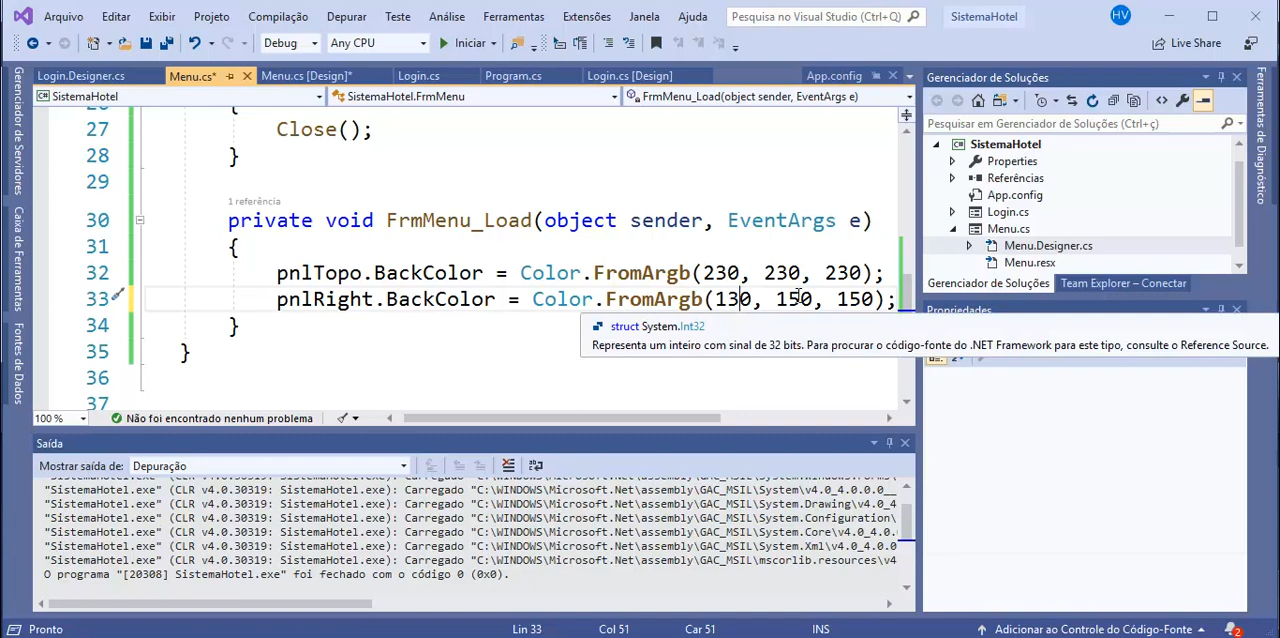 Arquivo Editar Exibir Projeto Compilação Depurar Teste Análise Ferramentas Extensões Janela Ajuda Pesquisa no Visual Studio (Ctrl+Q) SistemaHotel HV
Debug Any CPU Iniciar Live Share
Login.Designer.cs Menu.cs* Menu.cs [Design]* Login.cs Program.cs Login.cs [Design] App.config
SistemaHotel SistemaHotel.FrmMenu FrmMenu_Load(object sender, EventArgs e)
Gerenciador de Servidores
Caixa de Ferramentas
Fontes de Dados
{
27 Close();
28 }
29
1 referência
30 private void FrmMenu_Load(object sender, EventArgs e)
31 {
32 pnlTopo.BackColor = Color.FromArgb(230, 230, 230);
33 pnlRight.BackColor = Color.FromArgb(130, 150, 150);
34 }
35 }
36
37
struct System.Int32
Representa um inteiro com sinal de 32 bits. Para procurar o código-fonte do .NET Framework para este tipo, consulte o Reference Source.
100 % Não foi encontrado nenhum problema
Saída
Mostrar saída de: Depuração
"SistemaHotel.exe" (CLR v4.0.30319: SistemaHotel.exe): Carregado "C:\WINDOWS\Microsoft.Net\assembly\GAC_MSIL\System\v4.0_4.0.0.0__
"SistemaHotel.exe" (CLR v4.0.30319: SistemaHotel.exe): Carregado "C:\WINDOWS\Microsoft.Net\assembly\GAC_MSIL\System.Drawing\v4.0_4
"SistemaHotel.exe" (CLR v4.0.30319: SistemaHotel.exe): Carregado "C:\WINDOWS\Microsoft.Net\assembly\GAC_MSIL\System.Configuration\
"SistemaHotel.exe" (CLR v4.0.30319: SistemaHotel.exe): Carregado "C:\WINDOWS\Microsoft.Net\assembly\GAC_MSIL\System.Core\v4.0_4.0.
"SistemaHotel.exe" (CLR v4.0.30319: SistemaHotel.exe): Carregado "C:\WINDOWS\Microsoft.Net\assembly\GAC_MSIL\System.Xml\v4.0_4.0.0
"SistemaHotel.exe" (CLR v4.0.30319: SistemaHotel.exe): Carregado "C:\WINDOWS\Microsoft.Net\assembly\GAC_MSIL\mscorlib.resources\v4
O programa "[20308] SistemaHotel.exe" foi fechado com o código 0 (0x0).
Gerenciador de Soluções
Pesquisar em Gerenciador de Soluções (Ctrl+ç)
SistemaHotel
Properties
Referências
App.config
Login.cs
Menu.cs
Menu.Designer.cs
Menu.resx
Gerenciador de Soluções Team Explorer – Conectar
Propriedades
Ferramentas de Diagnóstico
Pronto Lin 33 Col 51 Car 51 INS Adicionar ao Controle do Código-Fonte 2